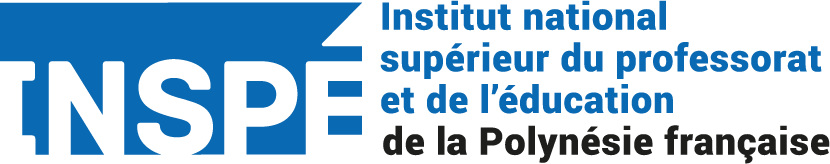 INSPÉ
Institut national
supérieur du professorat
et de l'éducation
de la Polynésie française